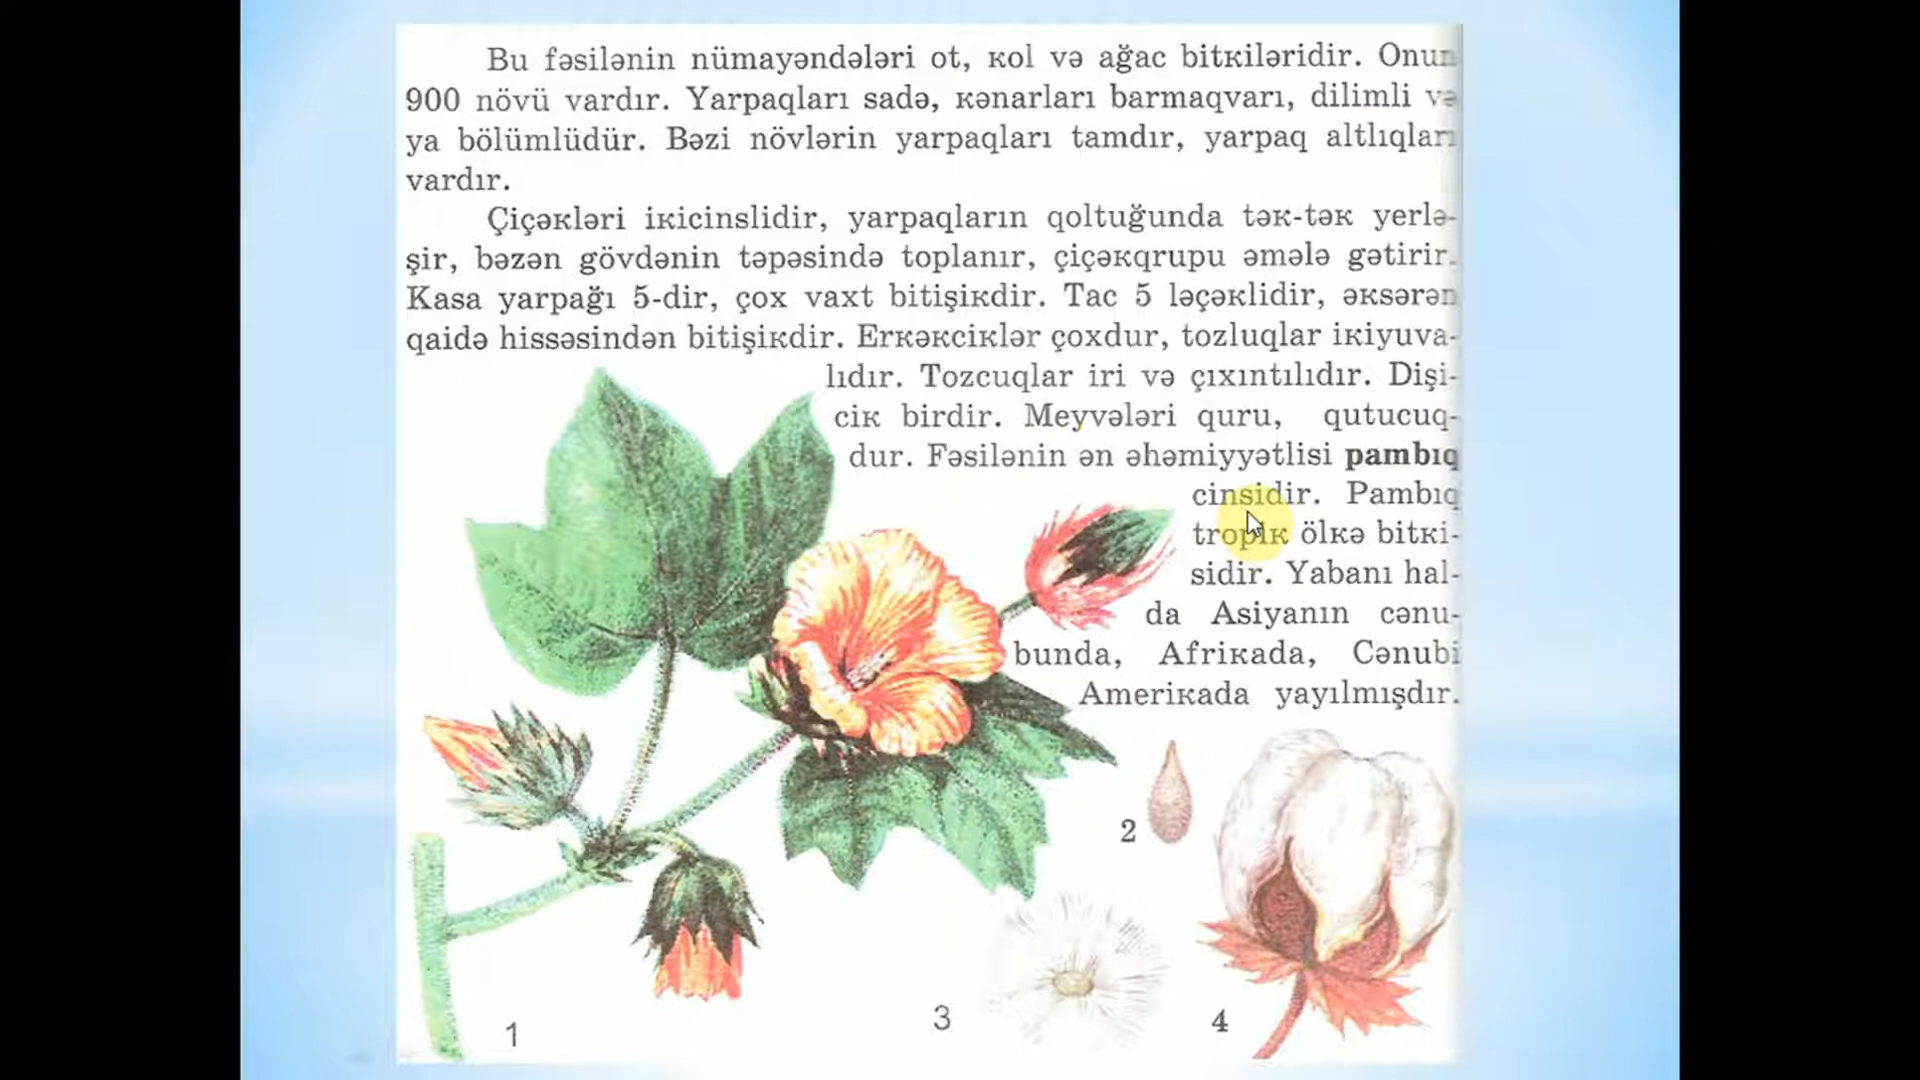 Bu fəsilənin nümayəndələri ot, kol və ağac bitkiləridir. Onun
900 növü vardır. Yarpaqları sadə, kənarları barmaqvarı, dilimli və
ya bölümlüdür. Bəzi növlərin yarpaqları tamdır, yarpaq altlıqları
vardır.
Çiçəkləri ikicinslidir, yarpaqların qoltuğunda tək-tək yerlə-
şir, bəzən gövdənin təpəsində toplanır, çiçəkqrupu əmələ gətirir.
Kasa yarpağı 5-dir, çox vaxt bitişikdir. Tac 5 ləçəklidir, əksərən
qaidə hissəsindən bitişikdir. Erkəkciklər çoxdur, tozluqlar ikiyuva-
lıdır. Tozcuqlar iri və çıxıntılıdır. Dişi-
cik birdir. Meyvələri quru, qutucuq-
dur. Fəsilənin ən əhəmiyyətlisi pambıq
cinsidir. Pambıq
tropik ölkə bitki-
sidir. Yabanı hal-
da Asiyanın cənu-
bunda, Afrikada, Cənubi
Amerikada yayılmışdır.
2
3
4
1